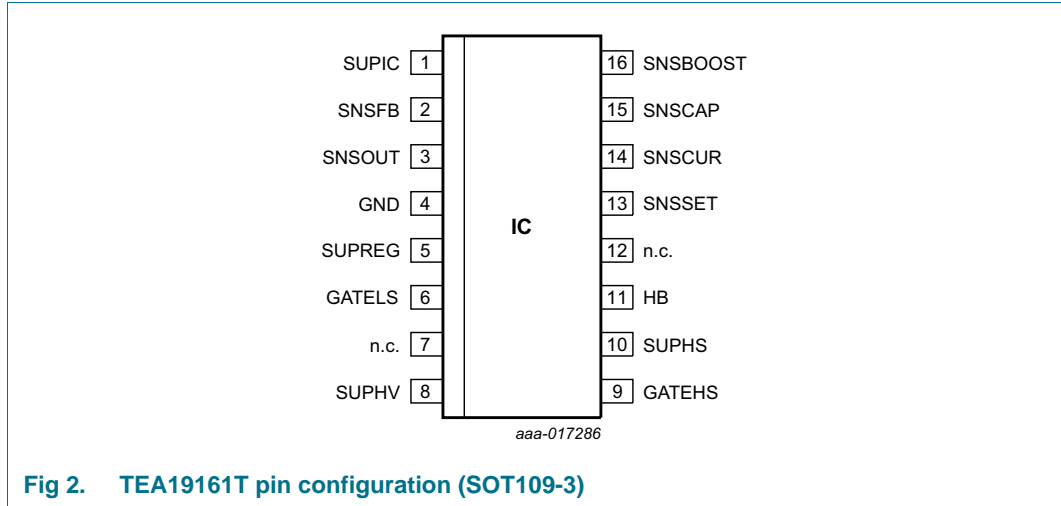 SUPIC 1 16 SNSBOOST
SNSFB 2 15 SNSCAP
SNSOUT 3 14 SNSCUR
GND 4 13 SNSSET
IC
SUPREG 5 12 n.c.
GATELS 6 11 HB
n.c. 7 10 SUPHS
SUPHV 8 9 GATEHS
aaa-017286
Fig 2. TEA19161T pin configuration (SOT109-3)